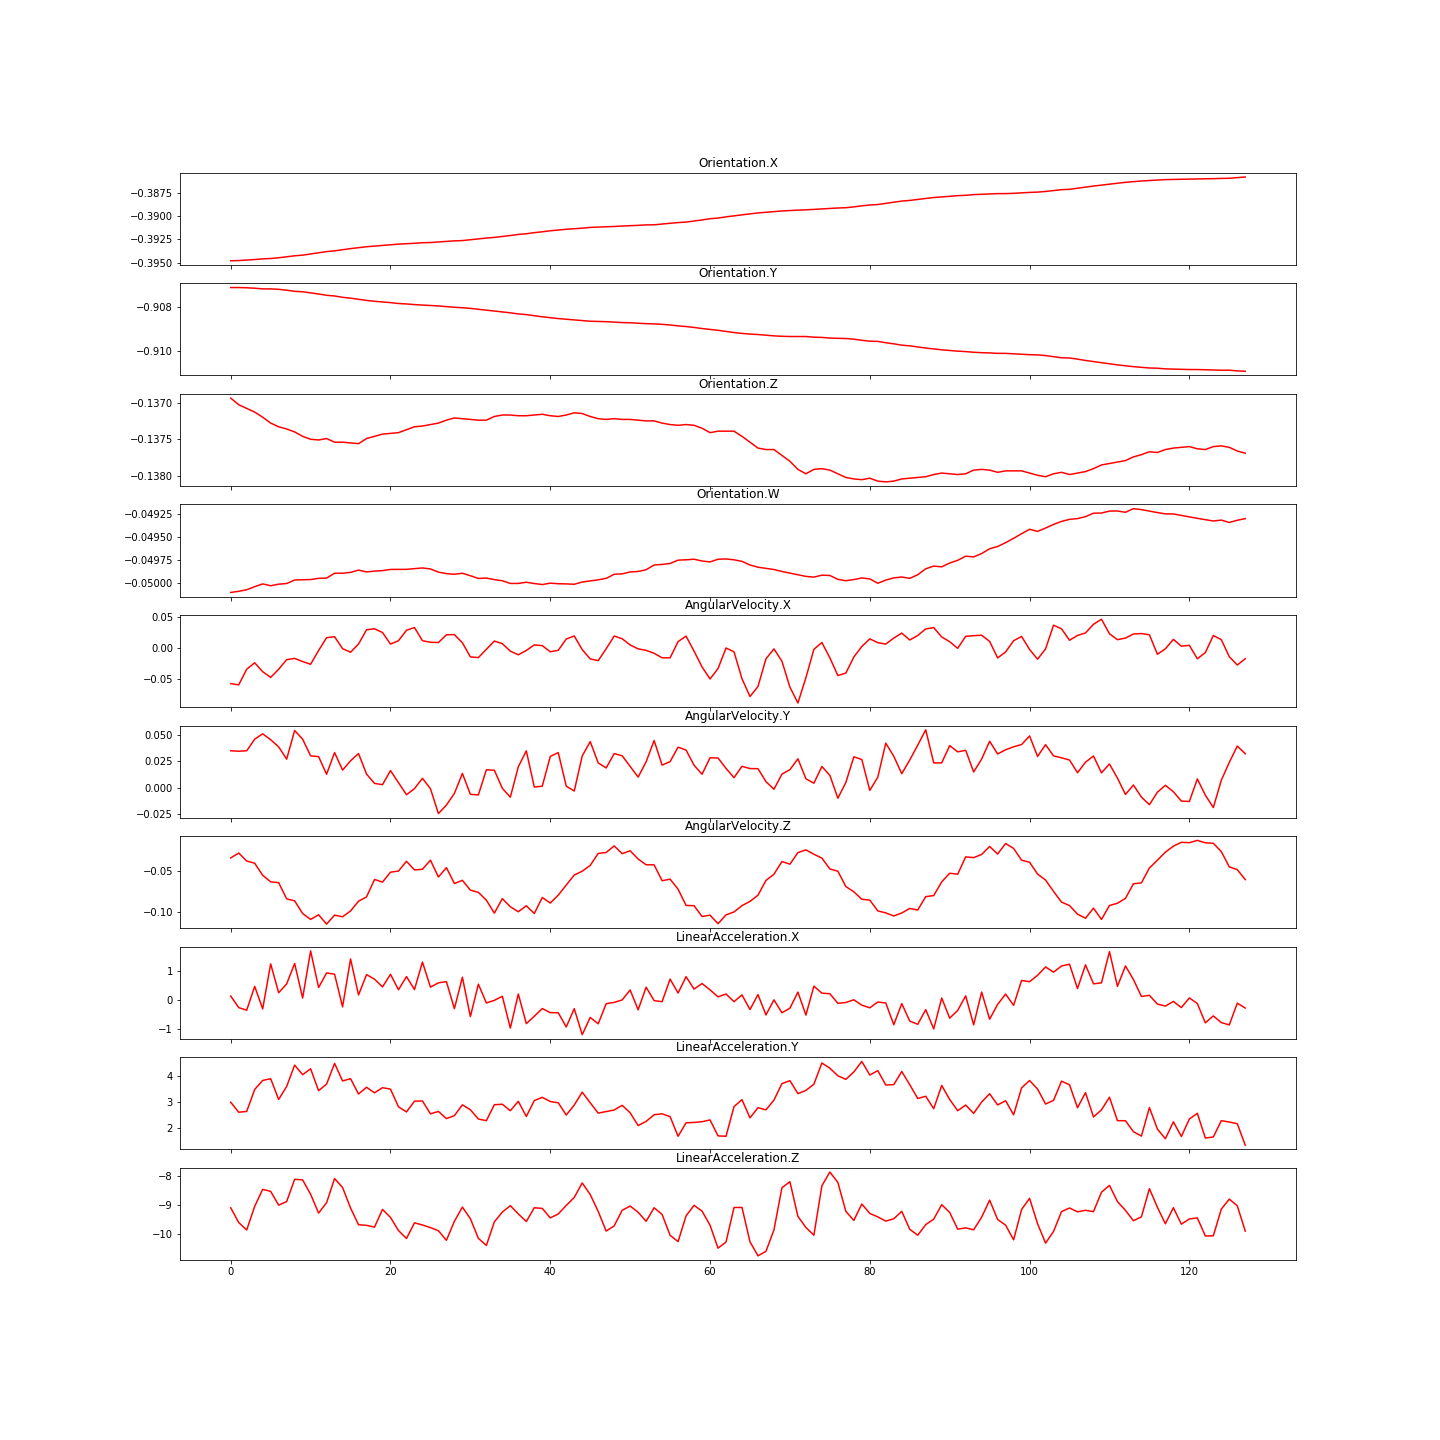 Orientation.X
−0.3875
−0.3900
−0.3925
−0.3950
Orientation.Y
−0.908
−0.910
Orientation.Z
−0.1370
−0.1375
−0.1380
Orientation.W
−0.04925
−0.04950
−0.04975
−0.05000
AngularVelocity.X
0.05
0.00
−0.05
AngularVelocity.Y
0.050
0.025
0.000
−0.025
AngularVelocity.Z
−0.05
−0.10
LinearAcceleration.X
1
0
−1
LinearAcceleration.Y
4
3
2
LinearAcceleration.Z
−8
−9
−10
0 20 40 60 80 100 120